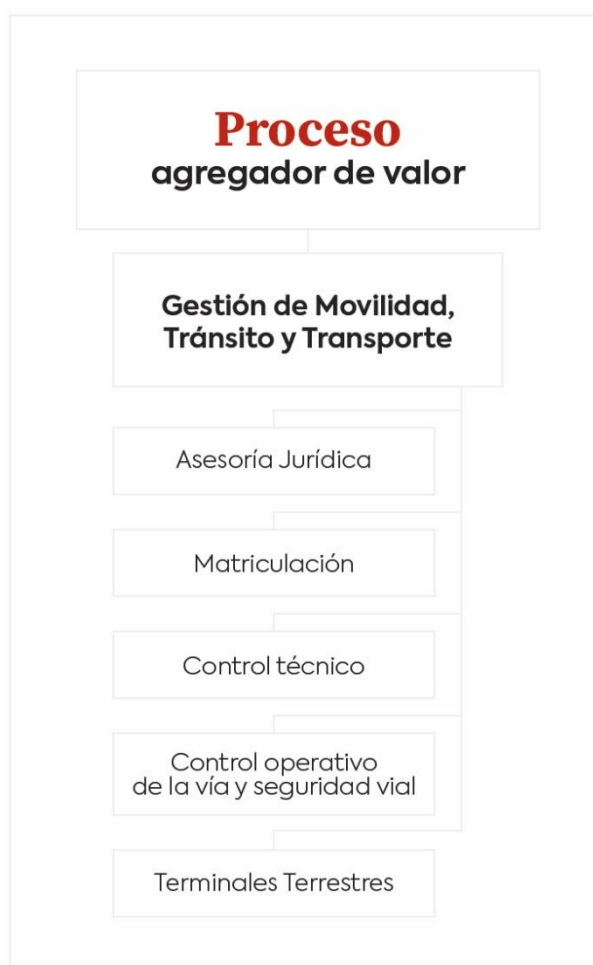 Proceso
agregador de valor
Gestión de Movilidad,
Tránsito y Transporte
Asesoría Jurídica
Matriculación
Control técnico
Control operativo
de la vía y seguridad vial
Terminales Terrestres